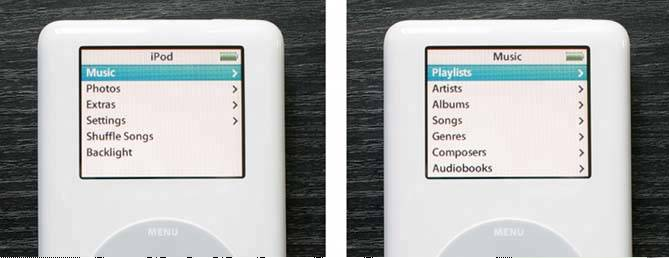 iPod
Music
Photos
Extras
Settings
Shuffle Songs
Backlight
MENU
Music
Playlists
Artists
Albums
Songs
Genres
Composers
Audiobooks
MENU